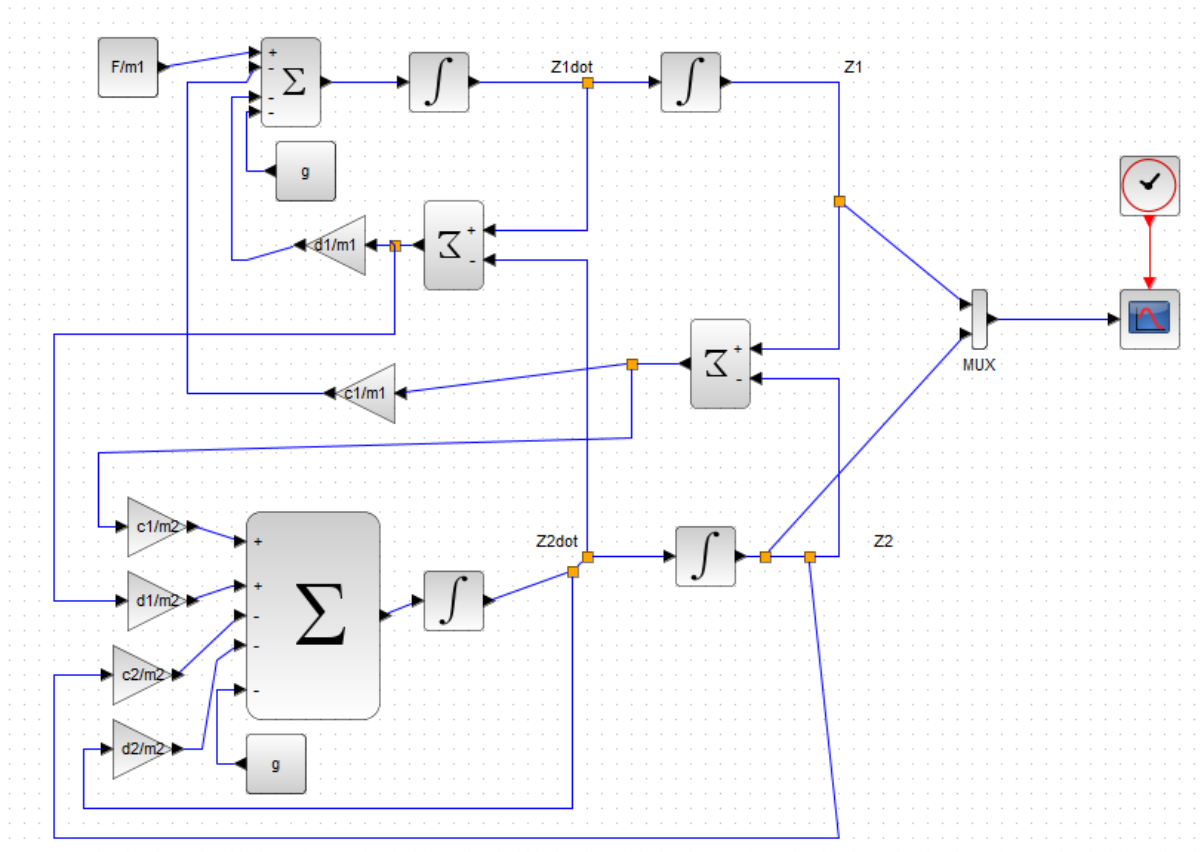 F/m1
+
-
-
-
Σ
∫
Z1dot
∫
Z1
g
d1/m1
Σ
+
-
c1/m1
Σ
+
-
MUX
c1/m2
d1/m2
c2/m2
d2/m2
+
+
-
-
-
Σ
g
∫
Z2dot
∫
Z2